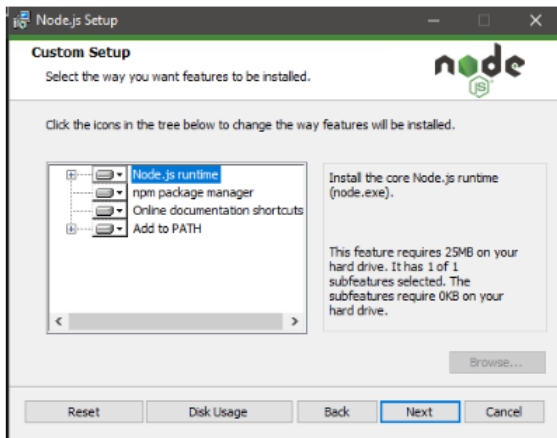 Node.js Setup
Custom Setup
Select the way you want features to be installed.
node
JS
Click the icons in the tree below to change the way features will be installed.
Node.js runtime
npm package manager
Online documentation shortcuts
Add to PATH
Install the core Node.js runtime
(node.exe).
This feature requires 25MB on your
hard drive. It has 1 of 1
subfeatures selected. The
subfeatures require 0KB on your
hard drive.
Browse...
Reset
Disk Usage
Back
Next
Cancel